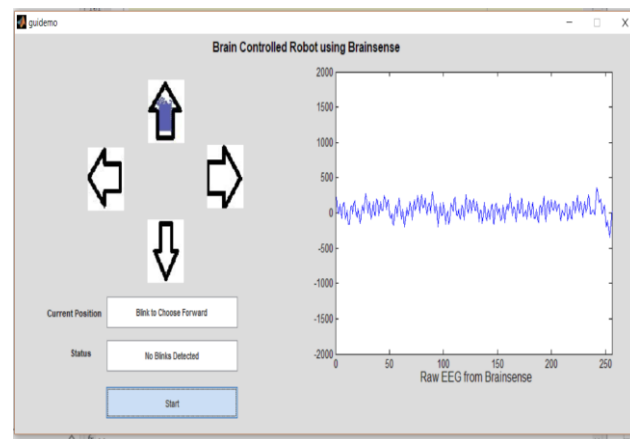 guidemo
Brain Controlled Robot using Brainsense
Current Position
Blink to Choose Forward
Status
No Blinks Detected
Start
2000
1500
1000
500
0
-500
-1000
-1500
-2000
0 50 100 150 200 250
Raw EEG from Brainsense